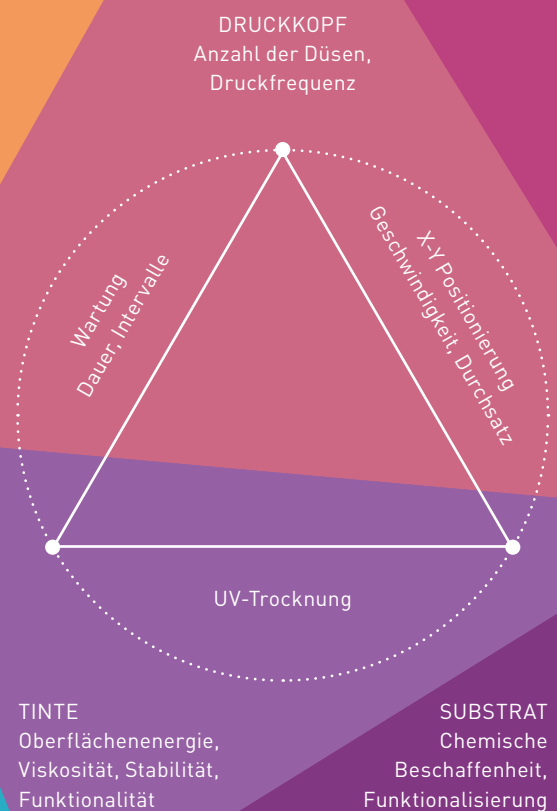 DRUCKKOPF
Anzahl der Düsen,
Druckfrequenz
Wartung
Dauer, Intervalle
X-Y Positionierung
Geschwindigkeit, Durchsatz
UV-Trocknung
TINTE
Oberflächenenergie,
Viskosität, Stabilität,
Funktionalität
SUBSTRAT
Chemische
Beschaffenheit,
Funktionalisierung